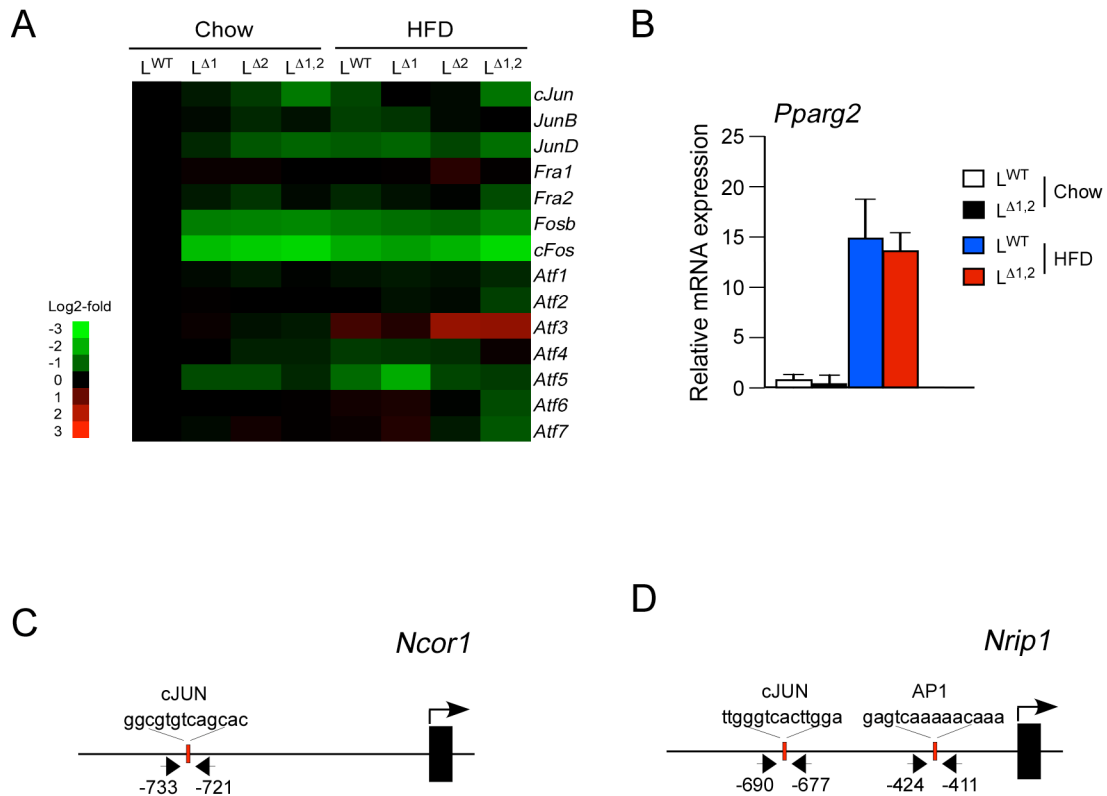 A
Chow HFD
L^WT L^Δ1 L^Δ2 L^Δ1,2 L^WT L^Δ1 L^Δ2 L^Δ1,2
cJun
JunB
JunD
Fra1
Fra2
Fosb
cFos
Atf1
Atf2
Atf3
Atf4
Atf5
Atf6
Atf7
Log2-fold
-3
-2
-1
0
1
2
3
B
Pparg2
Relative mRNA expression
25
20
15
10
5
0
L^WT
L^Δ1,2
Chow
L^WT
L^Δ1,2
HFD
C
Ncor1
cJUN
ggcgtgtcagcac
-733 -721
D
Nrip1
cJUN AP1
ttgggtcacttgga gagtcaaaaacaaa
-690 -677 -424 -411